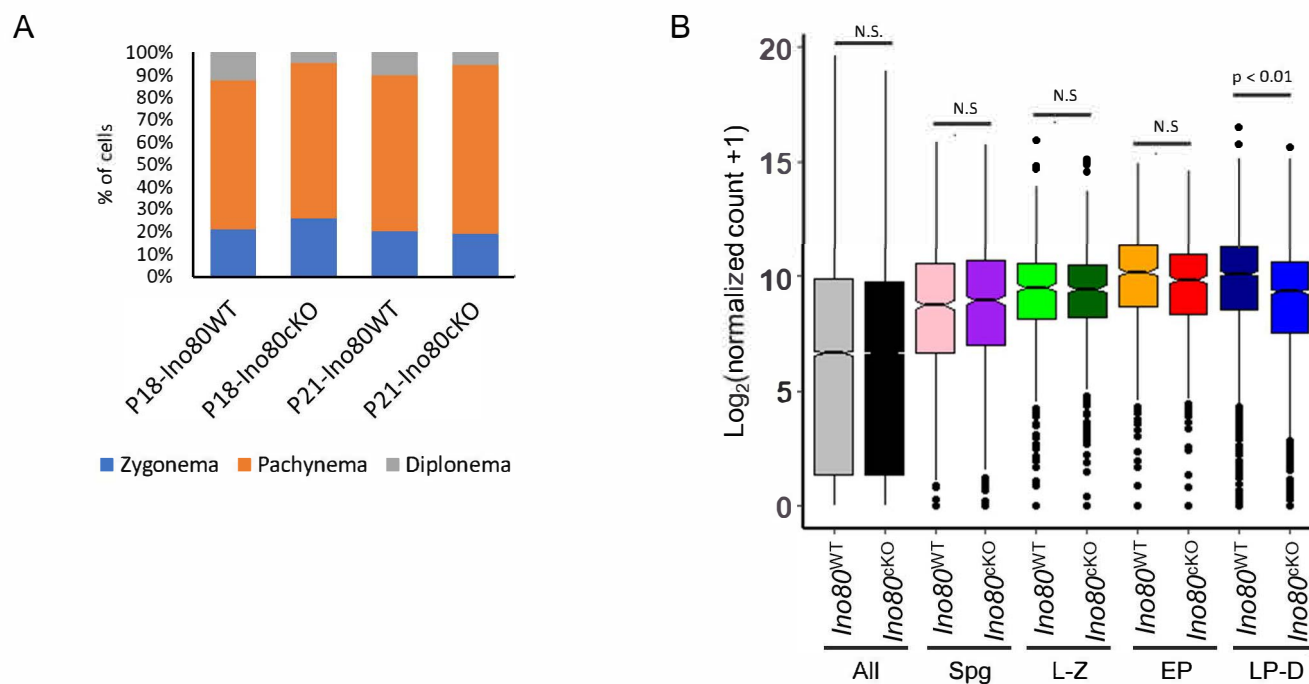 A
100%
90%
80%
70%
60%
50%
40%
30%
20%
10%
0%
% of cells
P18-Ino80WT
P18-Ino80cKO
P21-Ino80WT
P21-Ino80cKO
Zygonema Pachynema Diplonema
B
20
15
10
5
0
Log₂(normalized count +1)
N.S.
N.S
N.S
N.S
p < 0.01
Ino80ᵂᵀ
Ino80ᶜᴷᴼ
Ino80ᵂᵀ
Ino80ᶜᴷᴼ
Ino80ᵂᵀ
Ino80ᶜᴷᴼ
Ino80ᵂᵀ
Ino80ᶜᴷᴼ
Ino80ᵂᵀ
Ino80ᶜᴷᴼ
All Spg L-Z EP LP-D